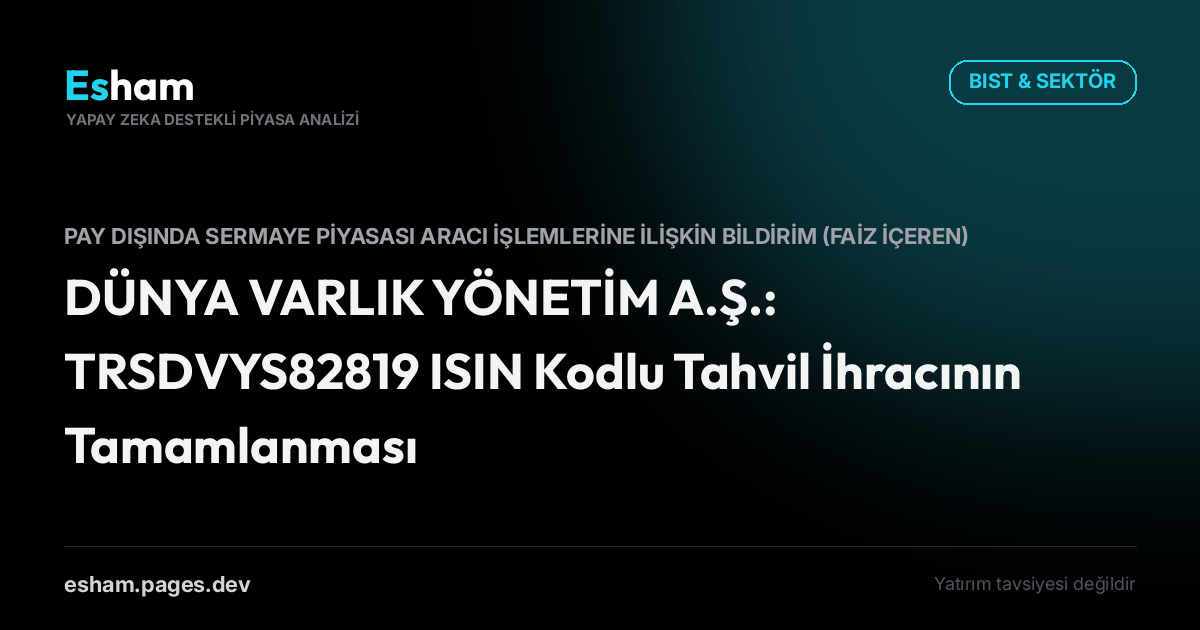 Esham
YAPAY ZEKA DESTEKLİ PİYASA ANALİZİ
BIST & SEKTÖR
PAY DIŞINDA SERMAYE PİYASASI ARACI İŞLEMLERİNE İLİŞKİN BİLDİRİM (FAİZ İÇEREN)
DÜNYA VARLIK YÖNETİM A.Ş.:
TRSDVYS82819 ISIN Kodlu Tahvil İhracının
Tamamlanması
esham.pages.dev
Yatırım tavsiyesi değildir